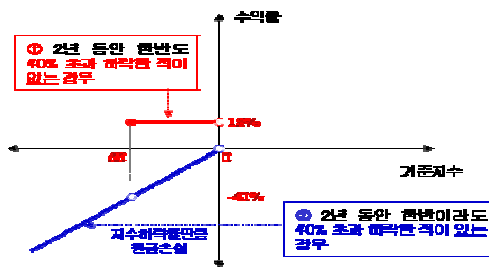 수익률
① 2년 동안 한번도
40% 초과 하락한 적이
있는 경우
12%
기준지수
-41%
지수하락률만큼
원금손실
② 2년 동안 한번이라도
40% 초과 하락한 적이 있는
경우